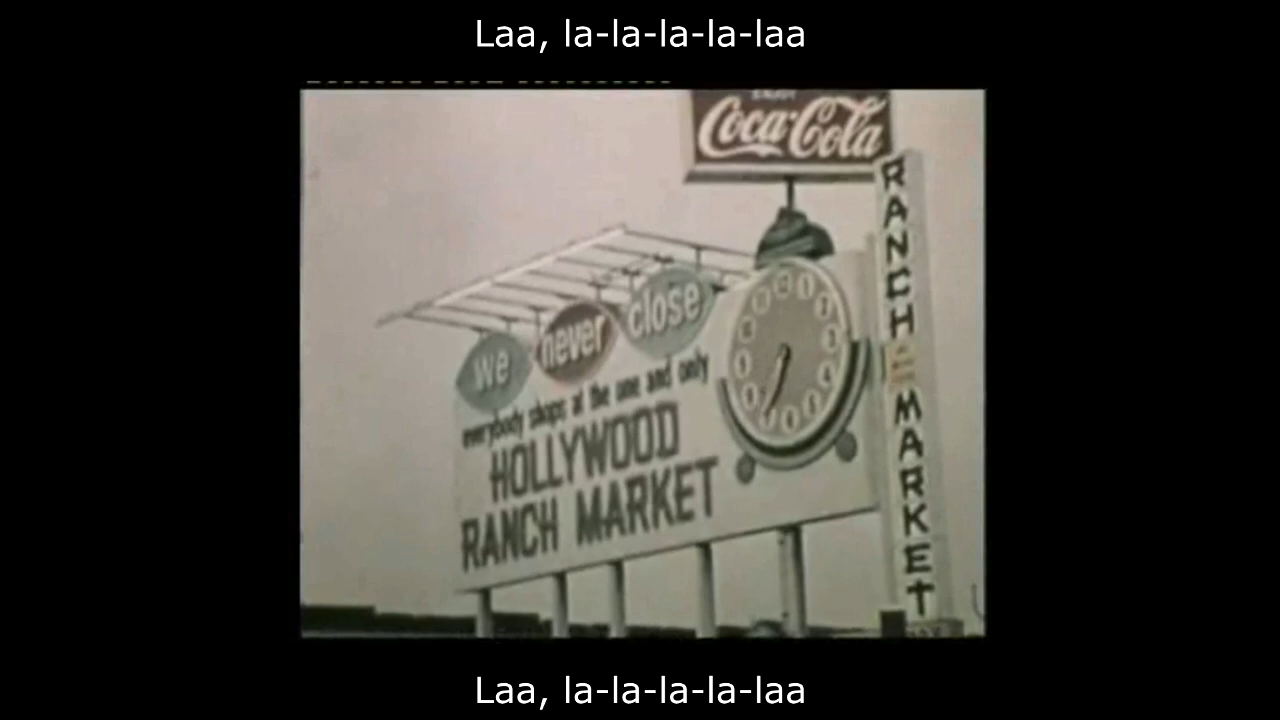 Laa, la-la-la-la-laa
ENJOY
Coca-Cola
RANCH MARKET
we never close
everybody shops at the one and only
HOLLYWOOD
RANCH MARKET
Laa, la-la-la-la-laa